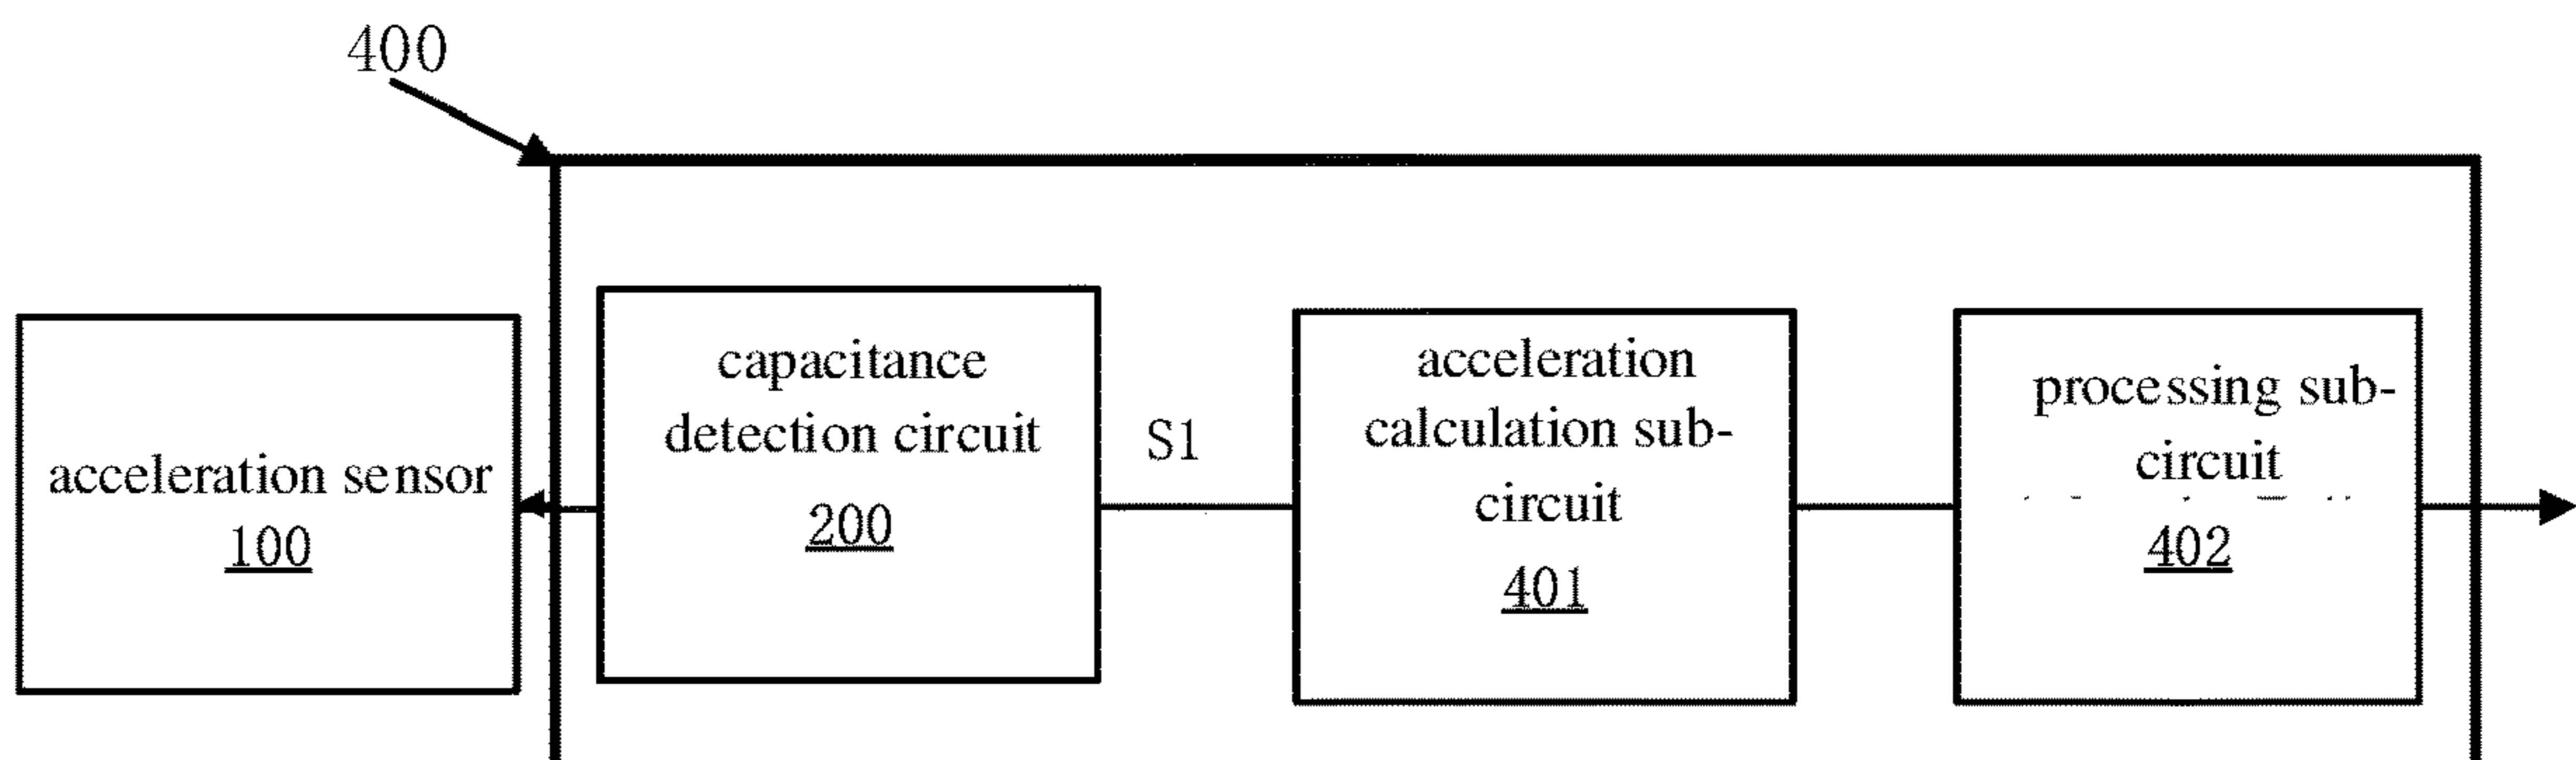 400
acceleration sensor
100
capacitance
detection circuit
200
S1
acceleration
calculation sub-
circuit
401
processing sub-
circuit
402